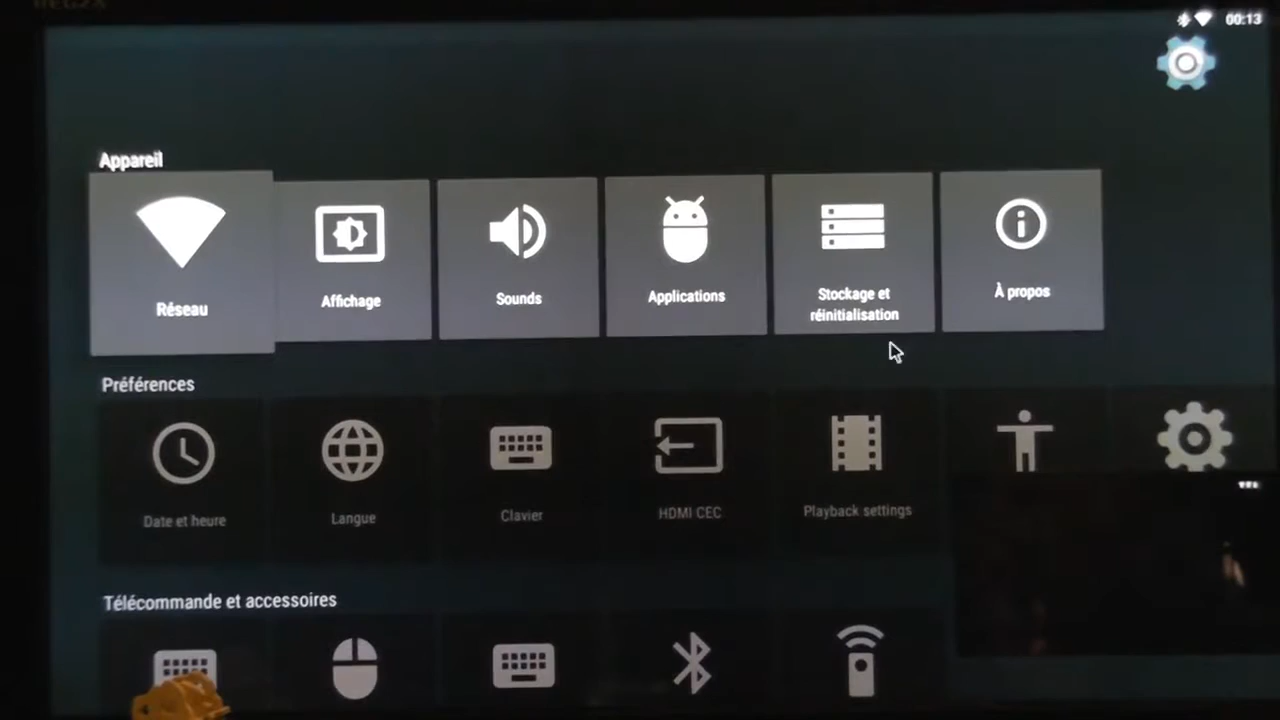 00:13
Appareil
Réseau
Affichage
Sounds
Applications
Stockage et
réinitialisation
À propos
Préférences
Date et heure
Langue
Clavier
HDMI CEC
Playback settings
Télécommande et accessoires